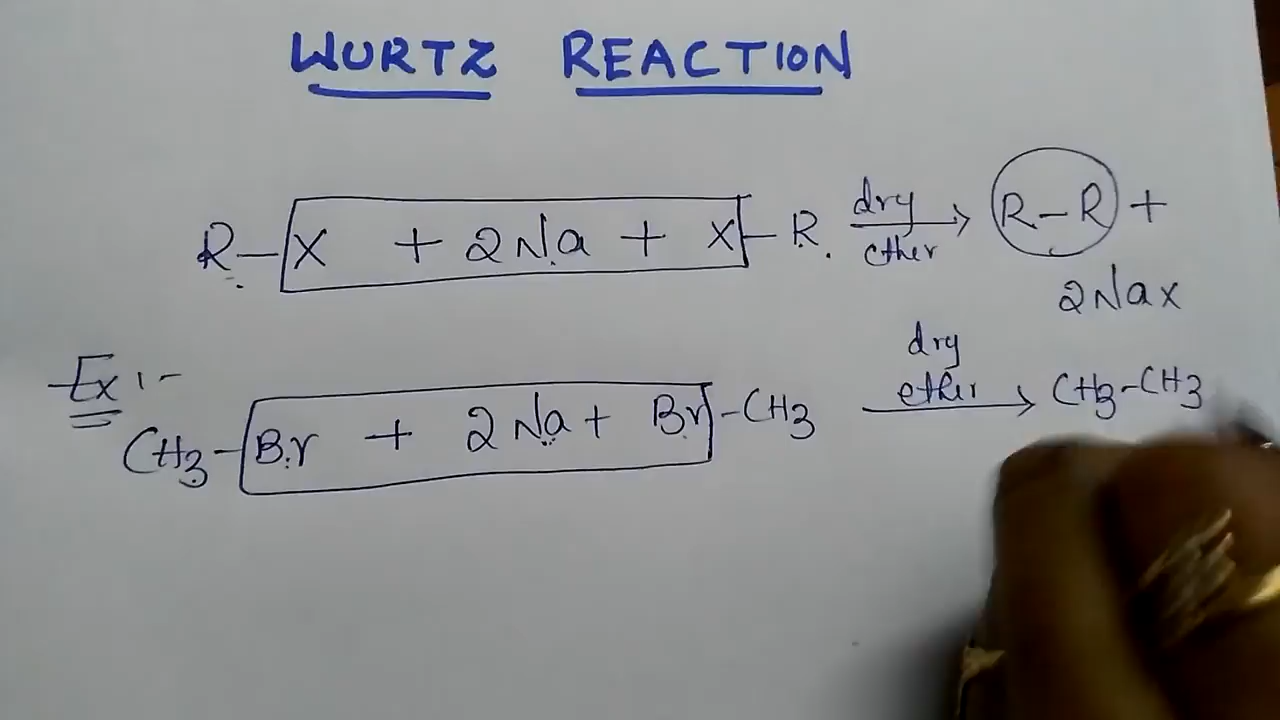 WURTZ REACTION
R-X + 2Na + X-R dry ether → R-R +
2Nax
Ex:-
CH3-Br + 2Na + Br-CH3 dry ether → CH3-CH3